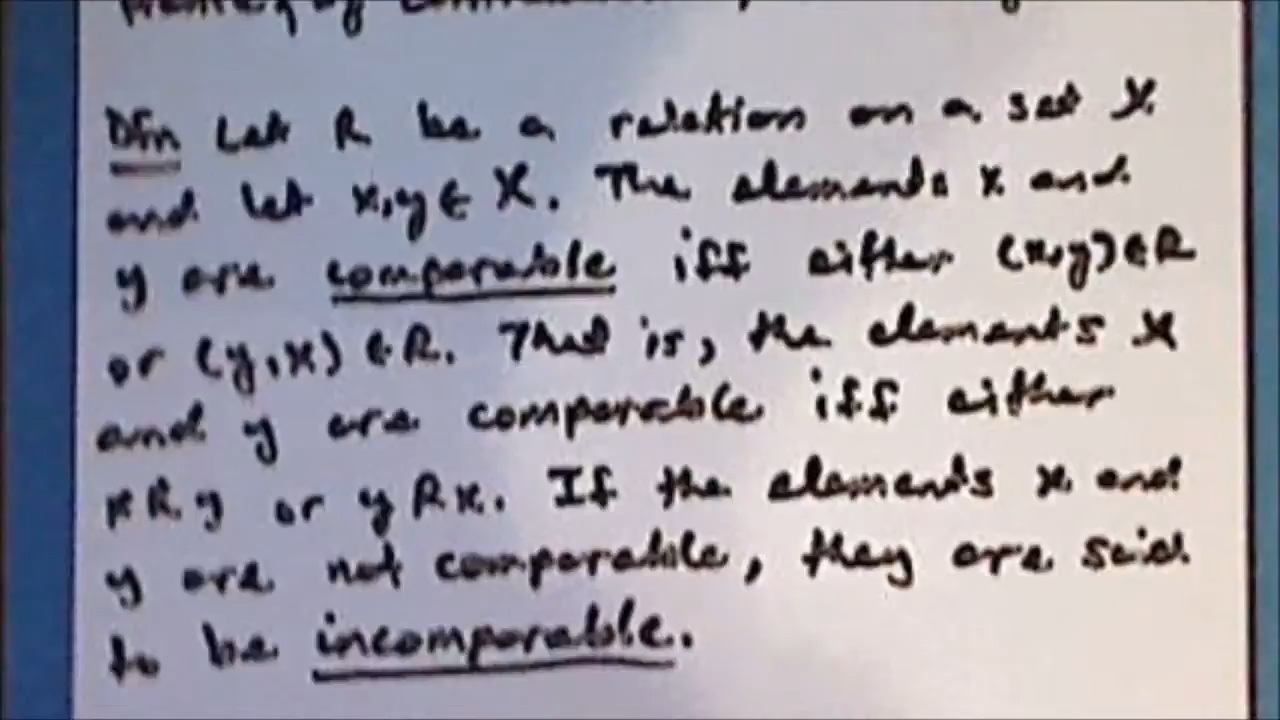 Dfn Let R be a relation on a set X
and let x,y ∈ X. The elements x and
y are comparable iff either (x,y) ∈ R
or (y,x) ∈ R. That is, the elements x
and y are comparable iff either
x R y or y R x. If the elements x and
y are not comparable, they are said
to be incomparable.